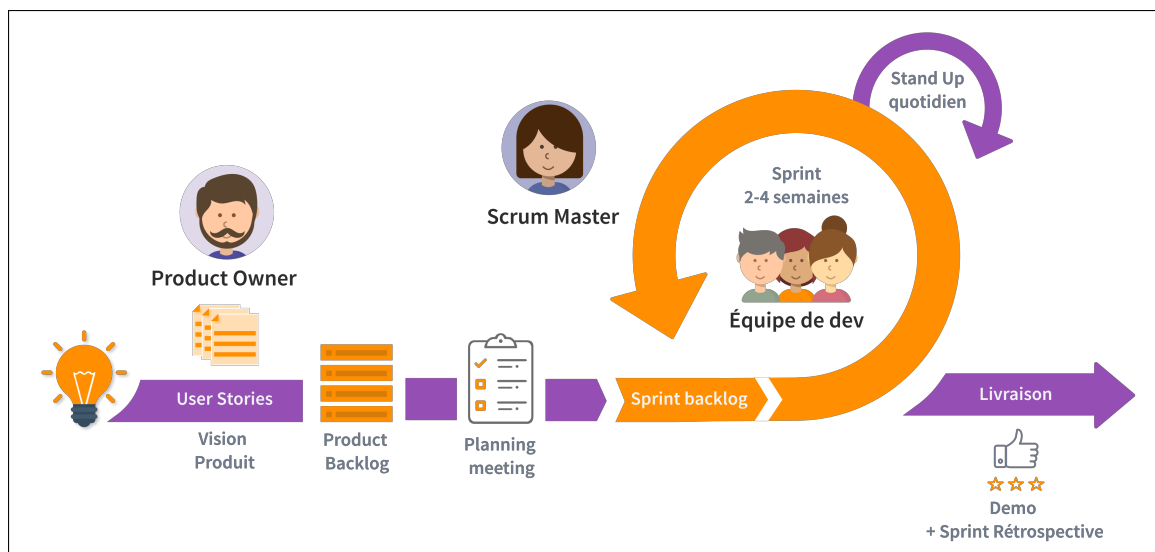 Stand Up
quotidien
Sprint
2-4 semaines
Scrum Master
Product Owner
Équipe de dev
User Stories
Sprint backlog
Livraison
Vision
Produit
Product
Backlog
Planning
meeting
Demo
+ Sprint Rétrospective